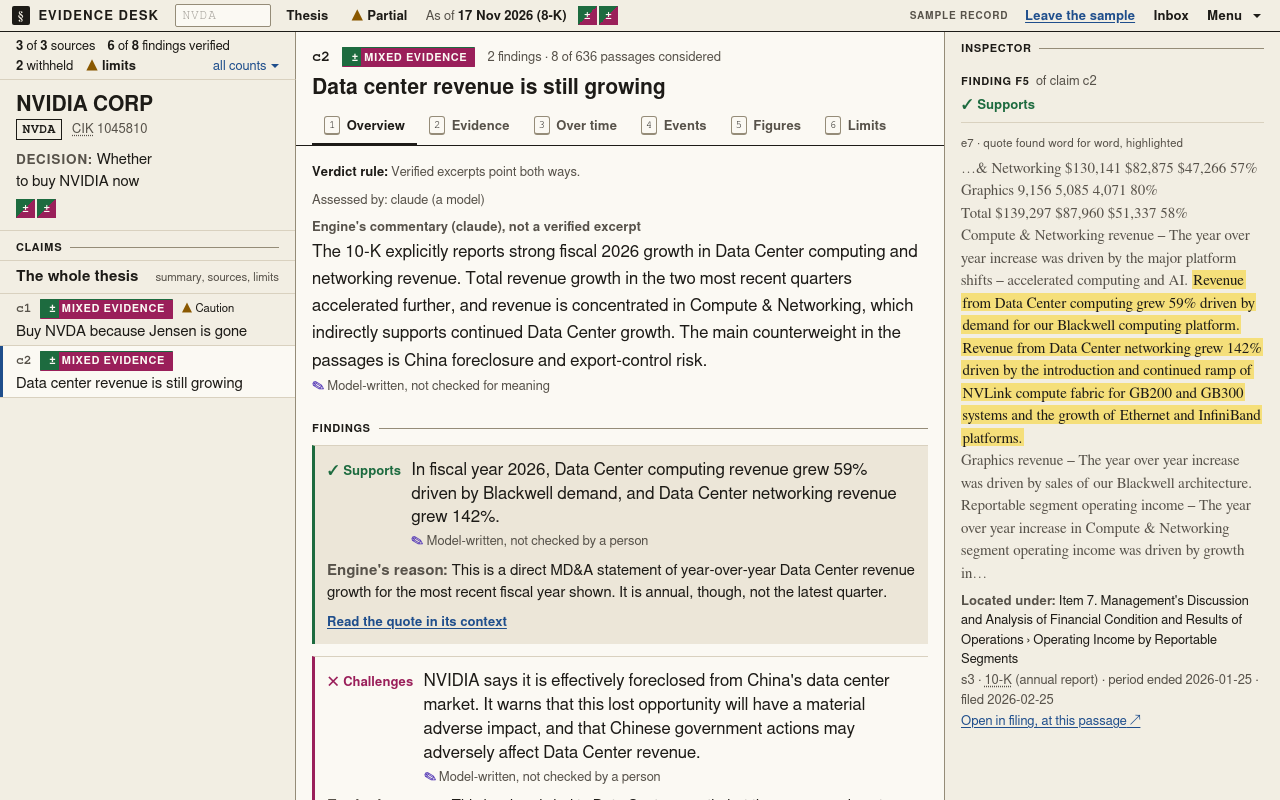 § EVIDENCE DESK NVDA Thesis Partial As of 17 Nov 2026 (8-K) ± ± SAMPLE RECORD Leave the sample Inbox Menu
3 of 3 sources 6 of 8 findings verified
2 withheld limits all counts
NVIDIA CORP
NVDA CIK 1045810
DECISION: Whether
to buy NVIDIA now
± ±
CLAIMS
The whole thesis summary, sources, limits
c1 ± MIXED EVIDENCE Caution
Buy NVDA because Jensen is gone
c2 ± MIXED EVIDENCE
Data center revenue is still growing
c2 ± MIXED EVIDENCE 2 findings · 8 of 636 passages considered
Data center revenue is still growing
1 Overview 2 Evidence 3 Over time 4 Events 5 Figures 6 Limits
Verdict rule: Verified excerpts point both ways.
Assessed by: claude (a model)
Engine's commentary (claude), not a verified excerpt
The 10-K explicitly reports strong fiscal 2026 growth in Data Center computing and
networking revenue. Total revenue growth in the two most recent quarters
accelerated further, and revenue is concentrated in Compute & Networking, which
indirectly supports continued Data Center growth. The main counterweight in the
passages is China foreclosure and export-control risk.
✎ Model-written, not checked for meaning
FINDINGS
✓ Supports In fiscal year 2026, Data Center computing revenue grew 59%
driven by Blackwell demand, and Data Center networking revenue
grew 142%.
✎ Model-written, not checked by a person
Engine's reason: This is a direct MD&A statement of year-over-year Data Center revenue
growth for the most recent fiscal year shown. It is annual, though, not the latest quarter.
Read the quote in its context
✕ Challenges NVIDIA says it is effectively foreclosed from China's data center
market. It warns that this lost opportunity will have a material
adverse impact, and that Chinese government actions may
adversely affect Data Center revenue.
✎ Model-written, not checked by a person
INSPECTOR
FINDING F5 of claim c2
✓ Supports
e7 · quote found word for word, highlighted
…& Networking $130,141 $82,875 $47,266 57%
Graphics 9,156 5,085 4,071 80%
Total $139,297 $87,960 $51,337 58%
Compute & Networking revenue – The year over
year increase was driven by the major platform
shifts – accelerated computing and AI. Revenue
from Data Center computing grew 59% driven by
demand for our Blackwell computing platform.
Revenue from Data Center networking grew 142%
driven by the introduction and continued ramp of
NVLink compute fabric for GB200 and GB300
systems and the growth of Ethernet and InfiniBand
platforms.
Graphics revenue – The year over year increase
was driven by sales of our Blackwell architecture.
Reportable segment operating income – The year
over year increase in Compute & Networking
segment operating income was driven by growth
in…
Located under: Item 7. Management's Discussion
and Analysis of Financial Condition and Results of
Operations › Operating Income by Reportable
Segments
s3 · 10-K (annual report) · period ended 2026-01-25 ·
filed 2026-02-25
Open in filing, at this passage ↗